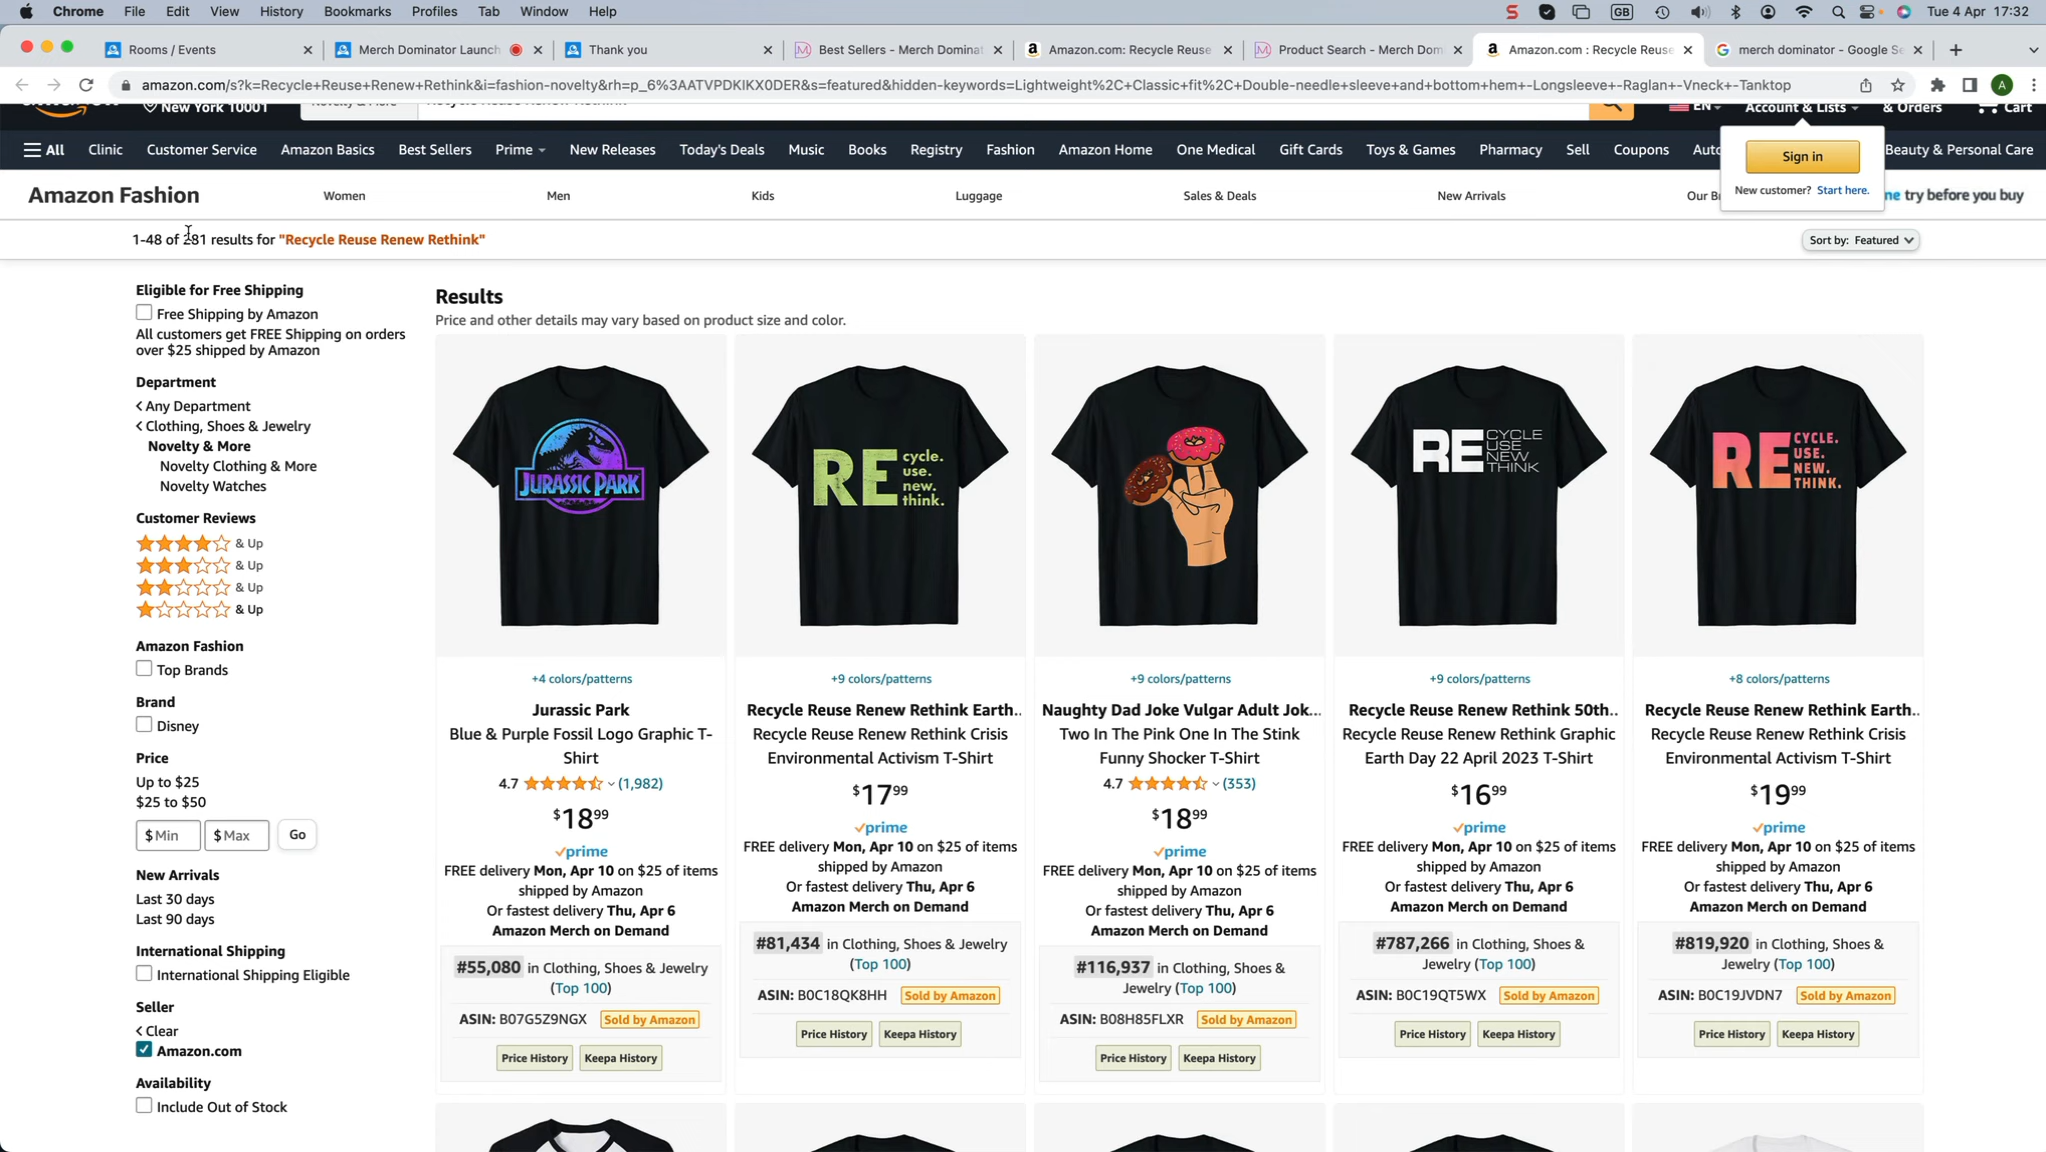 Chrome File Edit View History Bookmarks Profiles Tab Window Help GB Tue 4 Apr 17:32
Rooms / Events
Merch Dominator Launch
Thank you
Best Sellers - Merch Dominat
Amazon.com: Recycle Reuse
Product Search - Merch Dom
Amazon.com : Recycle Reuse
merch dominator - Google Se
amazon.com/s?k=Recycle+Reuse+Renew+Rethink&i=fashion-novelty&rh=p_6%3AATVPDKIKX0DER&s=featured&hidden-keywords=Lightweight%2C+Classic+fit%2C+Double-needle+sleeve+and+bottom+hem+-Longsleeve+-Raglan+-Vneck+-Tanktop
A
New York 10001
EN
Account & Lists
& Orders
Cart
All Clinic Customer Service Amazon Basics Best Sellers Prime New Releases Today's Deals Music Books Registry Fashion Amazon Home One Medical Gift Cards Toys & Games Pharmacy Sell Coupons Auto Beauty & Personal Care
Sign in
New customer? Start here.
Amazon Fashion Women Men Kids Luggage Sales & Deals New Arrivals Our B ne try before you buy
1-48 of 281 results for "Recycle Reuse Renew Rethink"
Sort by: Featured
Eligible for Free Shipping
Free Shipping by Amazon
All customers get FREE Shipping on orders
over $25 shipped by Amazon
Department
Any Department
Clothing, Shoes & Jewelry
Novelty & More
Novelty Clothing & More
Novelty Watches
Customer Reviews
& Up
& Up
& Up
& Up
Amazon Fashion
Top Brands
Brand
Disney
Price
Up to $25
$25 to $50
$ Min $ Max Go
New Arrivals
Last 30 days
Last 90 days
International Shipping
International Shipping Eligible
Seller
Clear
Amazon.com
Availability
Include Out of Stock
Results
Price and other details may vary based on product size and color.
JURASSIC PARK
+4 colors/patterns
Jurassic Park
Blue & Purple Fossil Logo Graphic T-
Shirt
4.7 (1,982)
$1899
prime
FREE delivery Mon, Apr 10 on $25 of items
shipped by Amazon
Or fastest delivery Thu, Apr 6
Amazon Merch on Demand
#55,080 in Clothing, Shoes & Jewelry
(Top 100)
ASIN: B07G5Z9NGX Sold by Amazon
Price History Keepa History
RE cycle.
use.
new.
think.
+9 colors/patterns
Recycle Reuse Renew Rethink Earth..
Recycle Reuse Renew Rethink Crisis
Environmental Activism T-Shirt
$1799
prime
FREE delivery Mon, Apr 10 on $25 of items
shipped by Amazon
Or fastest delivery Thu, Apr 6
Amazon Merch on Demand
#81,434 in Clothing, Shoes & Jewelry
(Top 100)
ASIN: B0C18QK8HH Sold by Amazon
Price History Keepa History
+9 colors/patterns
Naughty Dad Joke Vulgar Adult Jok...
Two In The Pink One In The Stink
Funny Shocker T-Shirt
4.7 (353)
$1899
prime
FREE delivery Mon, Apr 10 on $25 of items
shipped by Amazon
Or fastest delivery Thu, Apr 6
Amazon Merch on Demand
#116,937 in Clothing, Shoes &
Jewelry (Top 100)
ASIN: B08H85FLXR Sold by Amazon
Price History Keepa History
RE CYCLE
USE
NEW
THINK
+9 colors/patterns
Recycle Reuse Renew Rethink 50th..
Recycle Reuse Renew Rethink Graphic
Earth Day 22 April 2023 T-Shirt
$1699
prime
FREE delivery Mon, Apr 10 on $25 of items
shipped by Amazon
Or fastest delivery Thu, Apr 6
Amazon Merch on Demand
#787,266 in Clothing, Shoes &
Jewelry (Top 100)
ASIN: B0C19QT5WX Sold by Amazon
Price History Keepa History
RE CYCLE.
USE.
NEW.
THINK.
+8 colors/patterns
Recycle Reuse Renew Rethink Earth..
Recycle Reuse Renew Rethink Crisis
Environmental Activism T-Shirt
$1999
prime
FREE delivery Mon, Apr 10 on $25 of items
shipped by Amazon
Or fastest delivery Thu, Apr 6
Amazon Merch on Demand
#819,920 in Clothing, Shoes &
Jewelry (Top 100)
ASIN: B0C19JVDN7 Sold by Amazon
Price History Keepa History